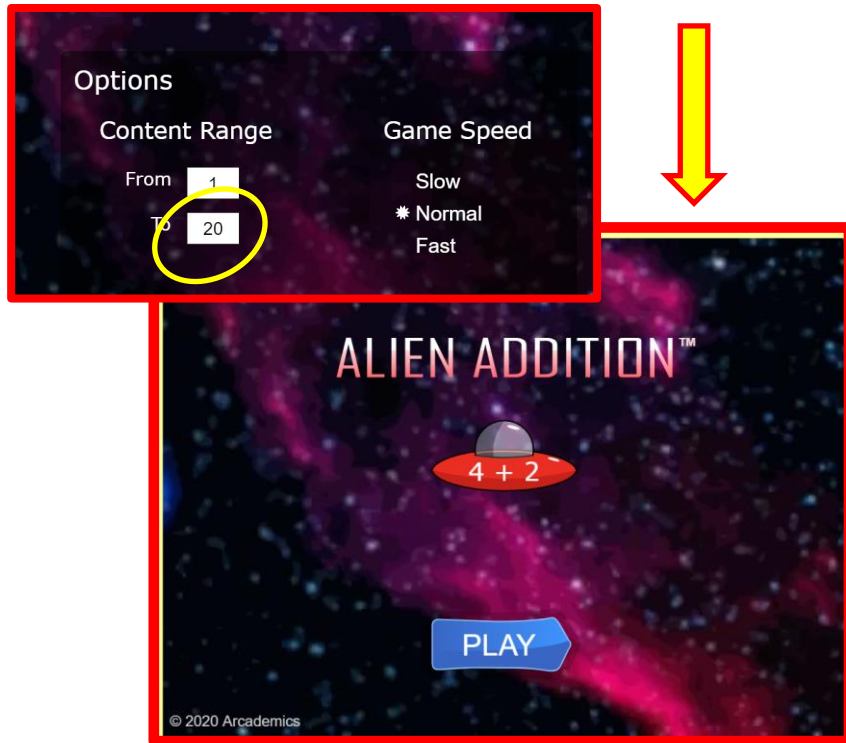 Options
Content Range
Game Speed
From 1
Slow
To 20
Normal
Fast
ALIEN ADDITION™
4 + 2
PLAY
© 2020 Arcademics